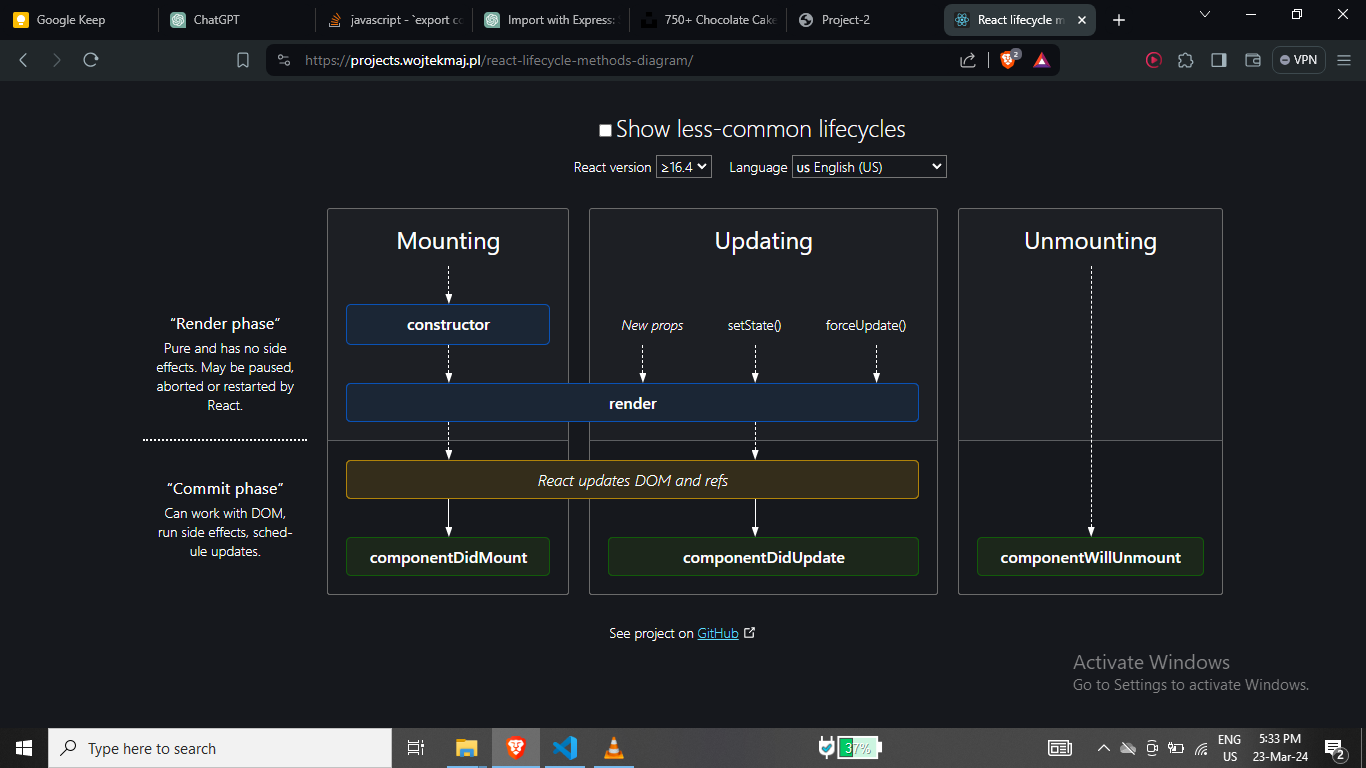 Google Keep
ChatGPT
javascript - `export co
Import with Express: S
750+ Chocolate Cake
Project-2
React lifecycle m
https://projects.wojtekmaj.pl/react-lifecycle-methods-diagram/
2
VPN
Show less-common lifecycles
React version ≥16.4 Language us English (US)
Mounting
Updating
Unmounting
“Render phase”
Pure and has no side
effects. May be paused,
aborted or restarted by
React.
constructor
New props setState() forceUpdate()
render
“Commit phase”
Can work with DOM,
run side effects, sched-
ule updates.
React updates DOM and refs
componentDidMount
componentDidUpdate
componentWillUnmount
See project on GitHub
Activate Windows
Go to Settings to activate Windows.
Type here to search
37%
ENG
US
5:33 PM
23-Mar-24
2